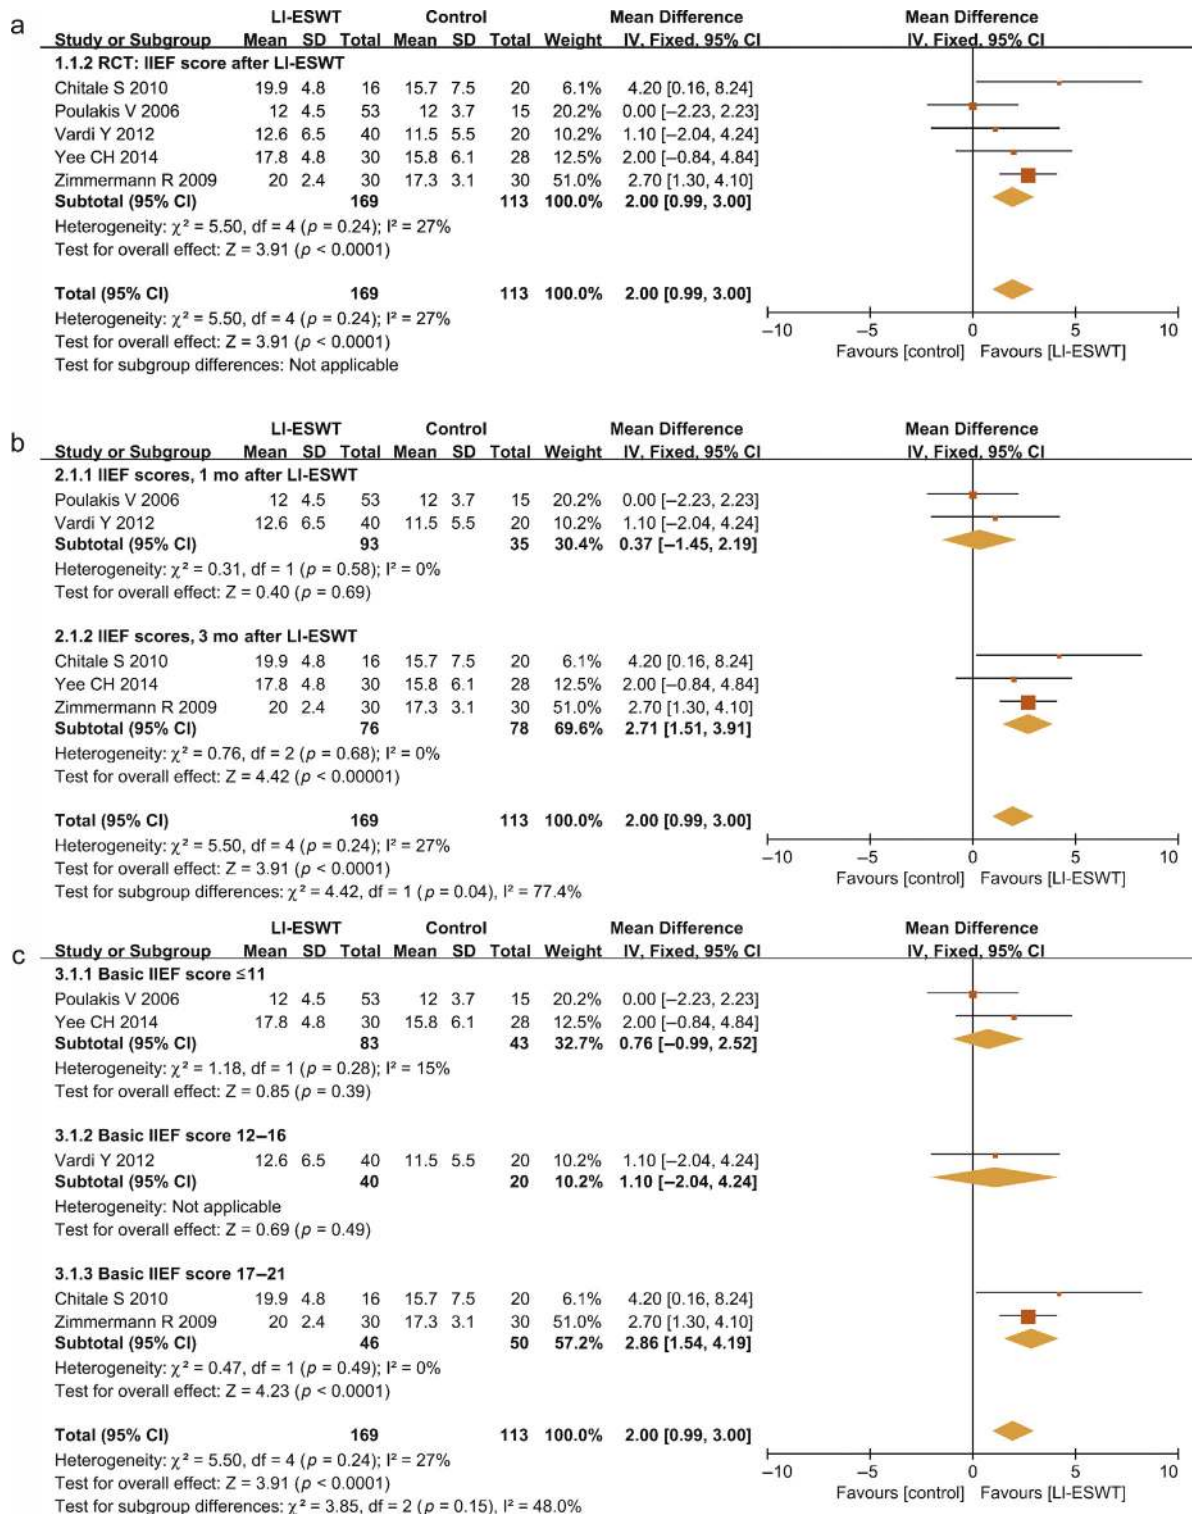 a
LI-ESWT Control Mean Difference Mean Difference
Study or Subgroup Mean SD Total Mean SD Total Weight IV, Fixed, 95% CI IV, Fixed, 95% CI
1.1.2 RCT: IIEF score after LI-ESWT
Chitale S 2010 19.9 4.8 16 15.7 7.5 20 6.1% 4.20 [0.16, 8.24]
Poulakis V 2006 12 4.5 53 12 3.7 15 20.2% 0.00 [−2.23, 2.23]
Vardi Y 2012 12.6 6.5 40 11.5 5.5 20 10.2% 1.10 [−2.04, 4.24]
Yee CH 2014 17.8 4.8 30 15.8 6.1 28 12.5% 2.00 [−0.84, 4.84]
Zimmermann R 2009 20 2.4 30 17.3 3.1 30 51.0% 2.70 [1.30, 4.10]
Subtotal (95% CI) 169 113 100.0% 2.00 [0.99, 3.00]
Heterogeneity: χ² = 5.50, df = 4 (p = 0.24); I² = 27%
Test for overall effect: Z = 3.91 (p < 0.0001)
Total (95% CI) 169 113 100.0% 2.00 [0.99, 3.00]
Heterogeneity: χ² = 5.50, df = 4 (p = 0.24); I² = 27%
Test for overall effect: Z = 3.91 (p < 0.0001)
Test for subgroup differences: Not applicable
−10 −5 0 5 10
Favours [control] Favours [LI-ESWT]
b
LI-ESWT Control Mean Difference Mean Difference
Study or Subgroup Mean SD Total Mean SD Total Weight IV, Fixed, 95% CI IV, Fixed, 95% CI
2.1.1 IIEF scores, 1 mo after LI-ESWT
Poulakis V 2006 12 4.5 53 12 3.7 15 20.2% 0.00 [−2.23, 2.23]
Vardi Y 2012 12.6 6.5 40 11.5 5.5 20 10.2% 1.10 [−2.04, 4.24]
Subtotal (95% CI) 93 35 30.4% 0.37 [−1.45, 2.19]
Heterogeneity: χ² = 0.31, df = 1 (p = 0.58); I² = 0%
Test for overall effect: Z = 0.40 (p = 0.69)
2.1.2 IIEF scores, 3 mo after LI-ESWT
Chitale S 2010 19.9 4.8 16 15.7 7.5 20 6.1% 4.20 [0.16, 8.24]
Yee CH 2014 17.8 4.8 30 15.8 6.1 28 12.5% 2.00 [−0.84, 4.84]
Zimmermann R 2009 20 2.4 30 17.3 3.1 30 51.0% 2.70 [1.30, 4.10]
Subtotal (95% CI) 76 78 69.6% 2.71 [1.51, 3.91]
Heterogeneity: χ² = 0.76, df = 2 (p = 0.68); I² = 0%
Test for overall effect: Z = 4.42 (p < 0.00001)
Total (95% CI) 169 113 100.0% 2.00 [0.99, 3.00]
Heterogeneity: χ² = 5.50, df = 4 (p = 0.24); I² = 27%
Test for overall effect: Z = 3.91 (p < 0.0001)
Test for subgroup differences: χ² = 4.42, df = 1 (p = 0.04), I² = 77.4%
−10 −5 0 5 10
Favours [control] Favours [LI-ESWT]
c
LI-ESWT Control Mean Difference Mean Difference
Study or Subgroup Mean SD Total Mean SD Total Weight IV, Fixed, 95% CI IV, Fixed, 95% CI
3.1.1 Basic IIEF score ≤11
Poulakis V 2006 12 4.5 53 12 3.7 15 20.2% 0.00 [−2.23, 2.23]
Yee CH 2014 17.8 4.8 30 15.8 6.1 28 12.5% 2.00 [−0.84, 4.84]
Subtotal (95% CI) 83 43 32.7% 0.76 [−0.99, 2.52]
Heterogeneity: χ² = 1.18, df = 1 (p = 0.28); I² = 15%
Test for overall effect: Z = 0.85 (p = 0.39)
3.1.2 Basic IIEF score 12–16
Vardi Y 2012 12.6 6.5 40 11.5 5.5 20 10.2% 1.10 [−2.04, 4.24]
Subtotal (95% CI) 40 20 10.2% 1.10 [−2.04, 4.24]
Heterogeneity: Not applicable
Test for overall effect: Z = 0.69 (p = 0.49)
3.1.3 Basic IIEF score 17–21
Chitale S 2010 19.9 4.8 16 15.7 7.5 20 6.1% 4.20 [0.16, 8.24]
Zimmermann R 2009 20 2.4 30 17.3 3.1 30 51.0% 2.70 [1.30, 4.10]
Subtotal (95% CI) 46 50 57.2% 2.86 [1.54, 4.19]
Heterogeneity: χ² = 0.47, df = 1 (p = 0.49); I² = 0%
Test for overall effect: Z = 4.23 (p < 0.0001)
Total (95% CI) 169 113 100.0% 2.00 [0.99, 3.00]
Heterogeneity: χ² = 5.50, df = 4 (p = 0.24); I² = 27%
Test for overall effect: Z = 3.91 (p < 0.0001)
Test for subgroup differences: χ² = 3.85, df = 2 (p = 0.15), I² = 48.0%
−10 −5 0 5 10
Favours [control] Favours [LI-ESWT]